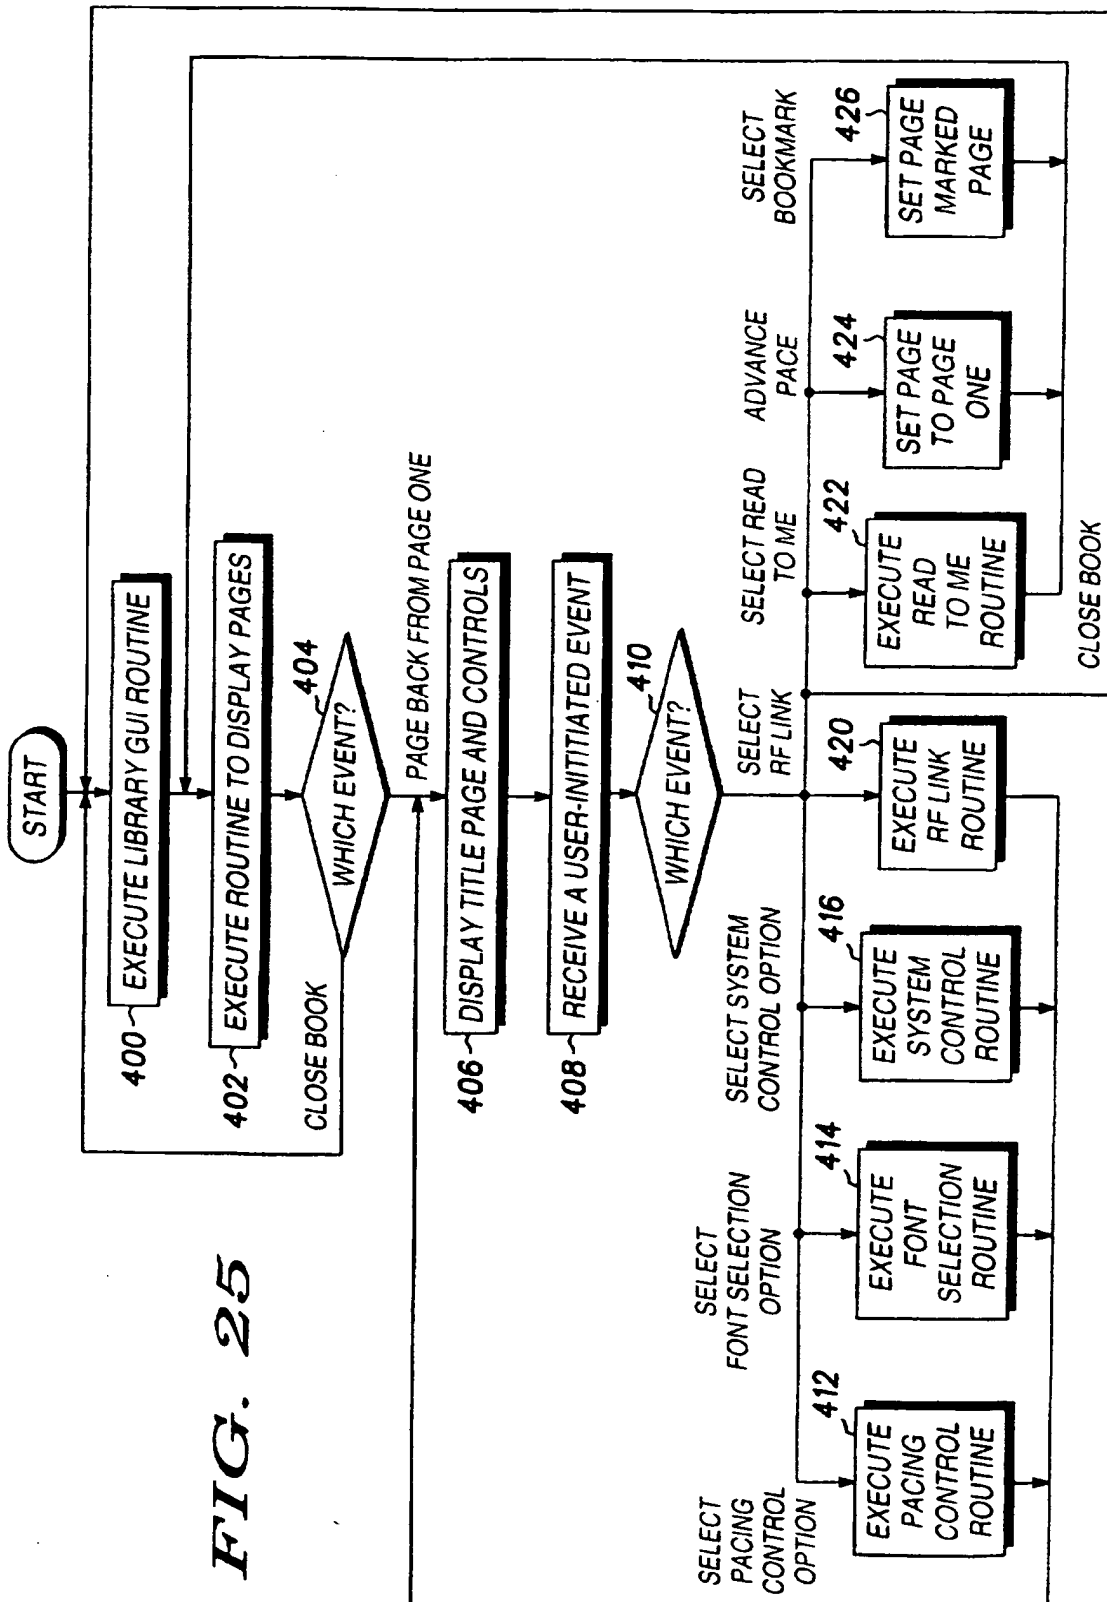 FIG. 25
START
400
EXECUTE LIBRARY GUI ROUTINE
402
EXECUTE ROUTINE TO DISPLAY PAGES
404
WHICH EVENT?
CLOSE BOOK
PAGE BACK FROM PAGE ONE
406
DISPLAY TITLE PAGE AND CONTROLS
408
RECEIVE A USER-INITITIATED EVENT
410
WHICH EVENT?
SELECT
PACING
CONTROL
OPTION
412
EXECUTE
PACING
CONTROL
ROUTINE
SELECT
FONT SELECTION
OPTION
414
EXECUTE
FONT
SELECTION
ROUTINE
SELECT SYSTEM
CONTROL OPTION
416
EXECUTE
SYSTEM
CONTROL
ROUTINE
SELECT
RF LINK
420
EXECUTE
RF LINK
ROUTINE
SELECT READ
TO ME
422
EXECUTE
READ
TO ME
ROUTINE
ADVANCE
PACE
424
SET PAGE
TO PAGE
ONE
SELECT
BOOKMARK
426
SET PAGE
MARKED
PAGE
CLOSE BOOK